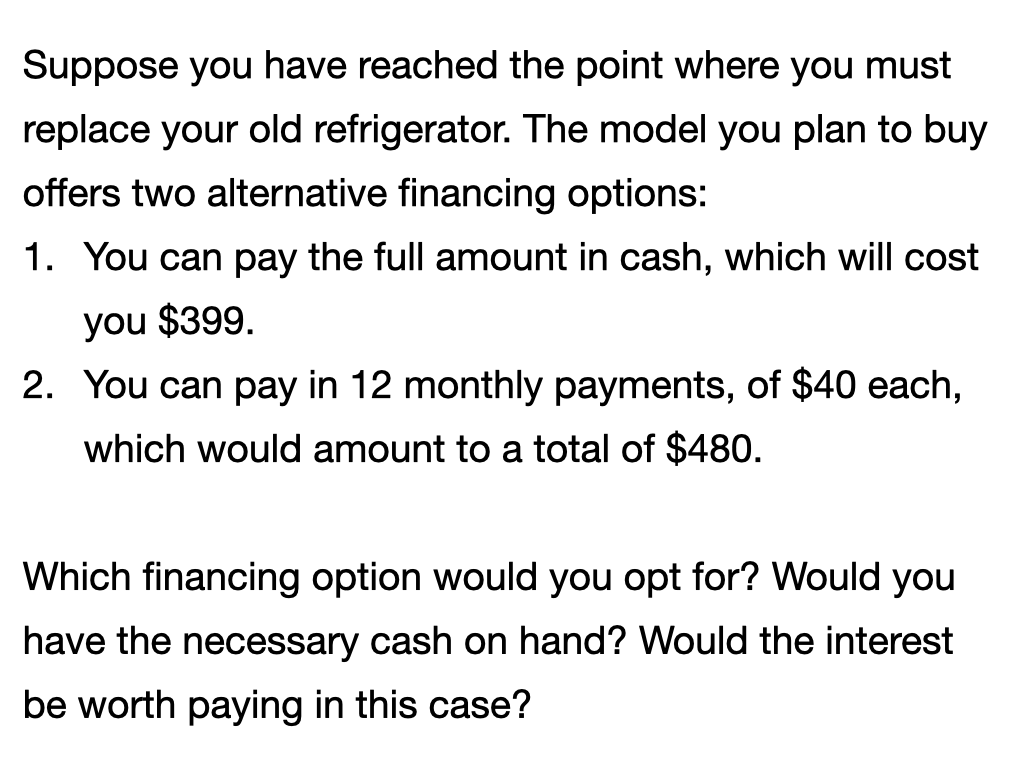 Suppose you have reached the point where you must
replace your old refrigerator. The model you plan to buy
offers two alternative financing options:
1. You can pay the full amount in cash, which will cost
you $399.
2. You can pay in 12 monthly payments, of $40 each,
which would amount to a total of $480.
Which financing option would you opt for? Would you
have the necessary cash on hand? Would the interest
be worth paying in this case?